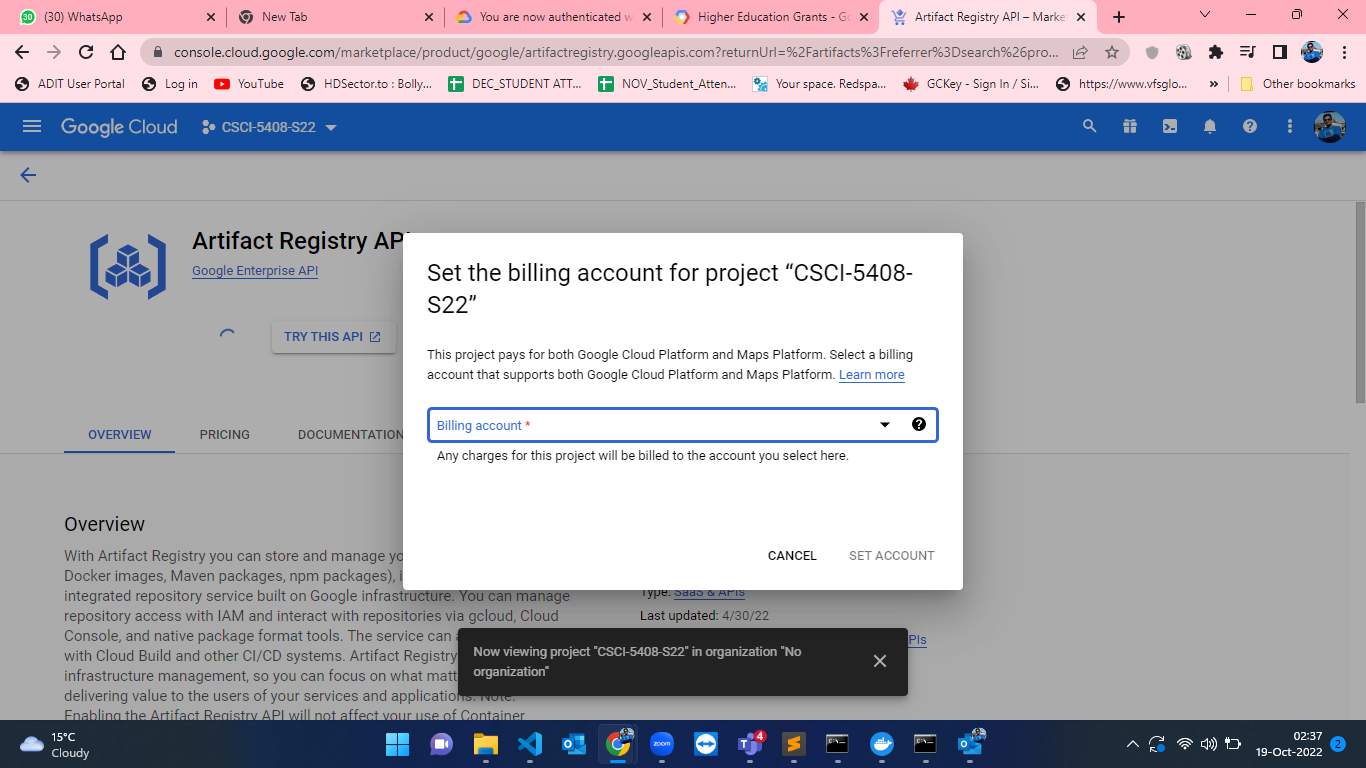 (30) WhatsApp
New Tab
You are now authenticated w
Higher Education Grants - Go
Artifact Registry API – Market
console.cloud.google.com/marketplace/product/google/artifactregistry.googleapis.com?returnUrl=%2Fartifacts%3Freferrer%3Dsearch%26pro...
ADIT User Portal
Log in
YouTube
HDSector.to : Bolly...
DEC_STUDENT ATT...
NOV_Student_Atten...
Your space. Redspa...
GCKey - Sign In / Si...
https://www.vfsglo...
»
Other bookmarks
Google Cloud
CSCI-5408-S22
Artifact Registry API
Google Enterprise API
TRY THIS API
OVERVIEW
PRICING
DOCUMENTATION
Set the billing account for project “CSCI-5408-
S22”
This project pays for both Google Cloud Platform and Maps Platform. Select a billing
account that supports both Google Cloud Platform and Maps Platform. Learn more
Billing account *
Any charges for this project will be billed to the account you select here.
CANCEL
SET ACCOUNT
Overview
With Artifact Registry you can store and manage yo
Docker images, Maven packages, npm packages), i
integrated repository service built on Google infrastructure. You can manage
repository access with IAM and interact with repositories via gcloud, Cloud
Console, and native package format tools. The service can a
with Cloud Build and other CI/CD systems. Artifact Registry
infrastructure management, so you can focus on what matt
delivering value to the users of your services and applications. Note:
Enabling the Artifact Registry API will not affect your use of Container
Type: SaaS & APIs
Last updated: 4/30/22
PIs
Now viewing project "CSCI-5408-S22" in organization "No
organization"
15°C
Cloudy
zoom
4
02:37
19-Oct-2022
2